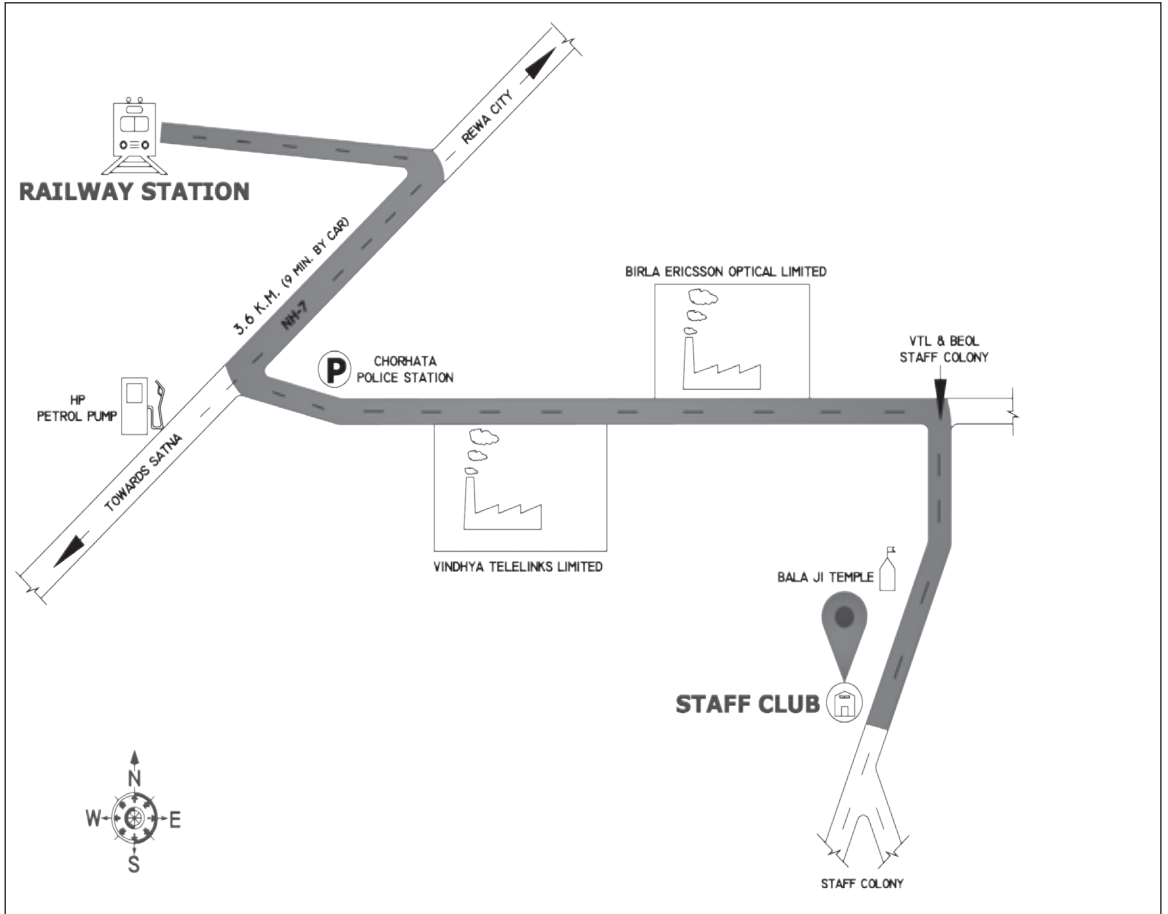 REWA CITY
RAILWAY STATION
3.6 K.M. (9 MIN. BY CAR)
NH-7
BIRLA ERICSSON OPTICAL LIMITED
VTL & BEOL
STAFF COLONY
P
CHORHATA
POLICE STATION
HP
PETROL PUMP
TOWARDS SATNA
VINDHYA TELELINKS LIMITED
BALA JI TEMPLE
STAFF CLUB
N
W
E
S
STAFF COLONY